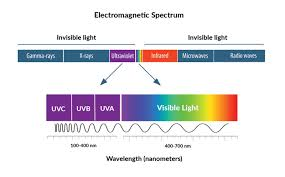 Electromagnetic Spectrum
Invisible light Invisible light
Gamma-rays X-rays Ultraviolet Infrared Microwaves Radio waves
UVC UVB UVA Visible Light
100-400 nm 400-700 nm
Wavelength (nanometers)